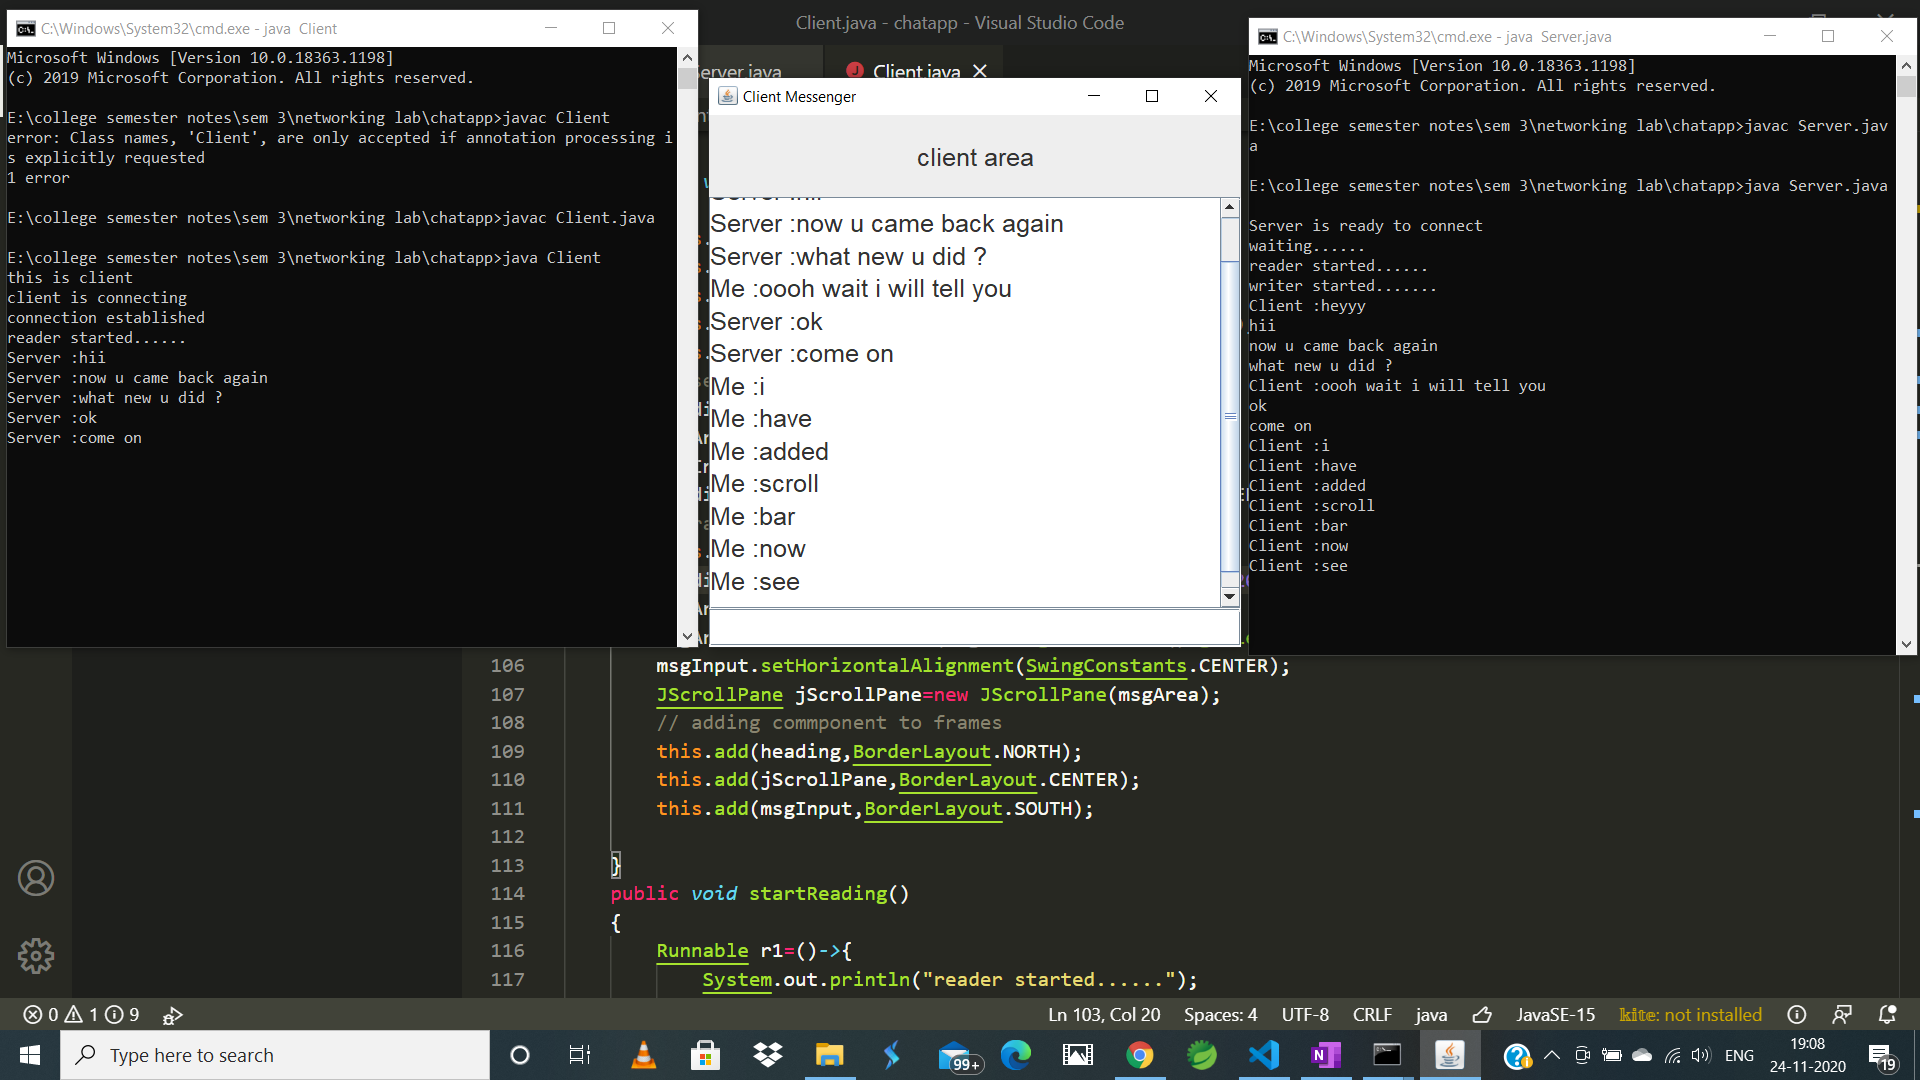 C:\Windows\System32\cmd.exe - java  Client
Microsoft Windows [Version 10.0.18363.1198]
(c) 2019 Microsoft Corporation. All rights reserved.
E:\college semester notes\sem 3\networking lab\chatapp>javac Client
error: Class names, 'Client', are only accepted if annotation processing i
s explicitly requested
1 error
E:\college semester notes\sem 3\networking lab\chatapp>javac Client.java
E:\college semester notes\sem 3\networking lab\chatapp>java Client
this is client
client is connecting
connection established
reader started......
Server :hii
Server :now u came back again
Server :what new u did ?
Server :ok
Server :come on
Client.java - chatapp - Visual Studio Code
Server.java
Client.java
Client Messenger
client area
Server :hii
Server :now u came back again
Server :what new u did ?
Me :oooh wait i will tell you
Server :ok
Server :come on
Me :i
Me :have
Me :added
Me :scroll
Me :bar
Me :now
Me :see
C:\Windows\System32\cmd.exe - java  Server.java
Microsoft Windows [Version 10.0.18363.1198]
(c) 2019 Microsoft Corporation. All rights reserved.
E:\college semester notes\sem 3\networking lab\chatapp>javac Server.jav
a
E:\college semester notes\sem 3\networking lab\chatapp>java Server.java
Server is ready to connect
waiting......
reader started......
writer started.......
Client :heyyy
hii
now u came back again
what new u did ?
Client :oooh wait i will tell you
ok
come on
Client :i
Client :have
Client :added
Client :scroll
Client :bar
Client :now
Client :see
106 msgInput.setHorizontalAlignment(SwingConstants.CENTER);
107 JScrollPane jScrollPane=new JScrollPane(msgArea);
108 // adding commponent to frames
109 this.add(heading,BorderLayout.NORTH);
110 this.add(jScrollPane,BorderLayout.CENTER);
111 this.add(msgInput,BorderLayout.SOUTH);
112
113 }
114 public void startReading()
115 {
116 Runnable r1=()->{
117 System.out.println("reader started......");
0 1 9 Ln 103, Col 20 Spaces: 4 UTF-8 CRLF java JavaSE-15 kite: not installed
Type here to search 99+ ENG 19:08
24-11-2020 19